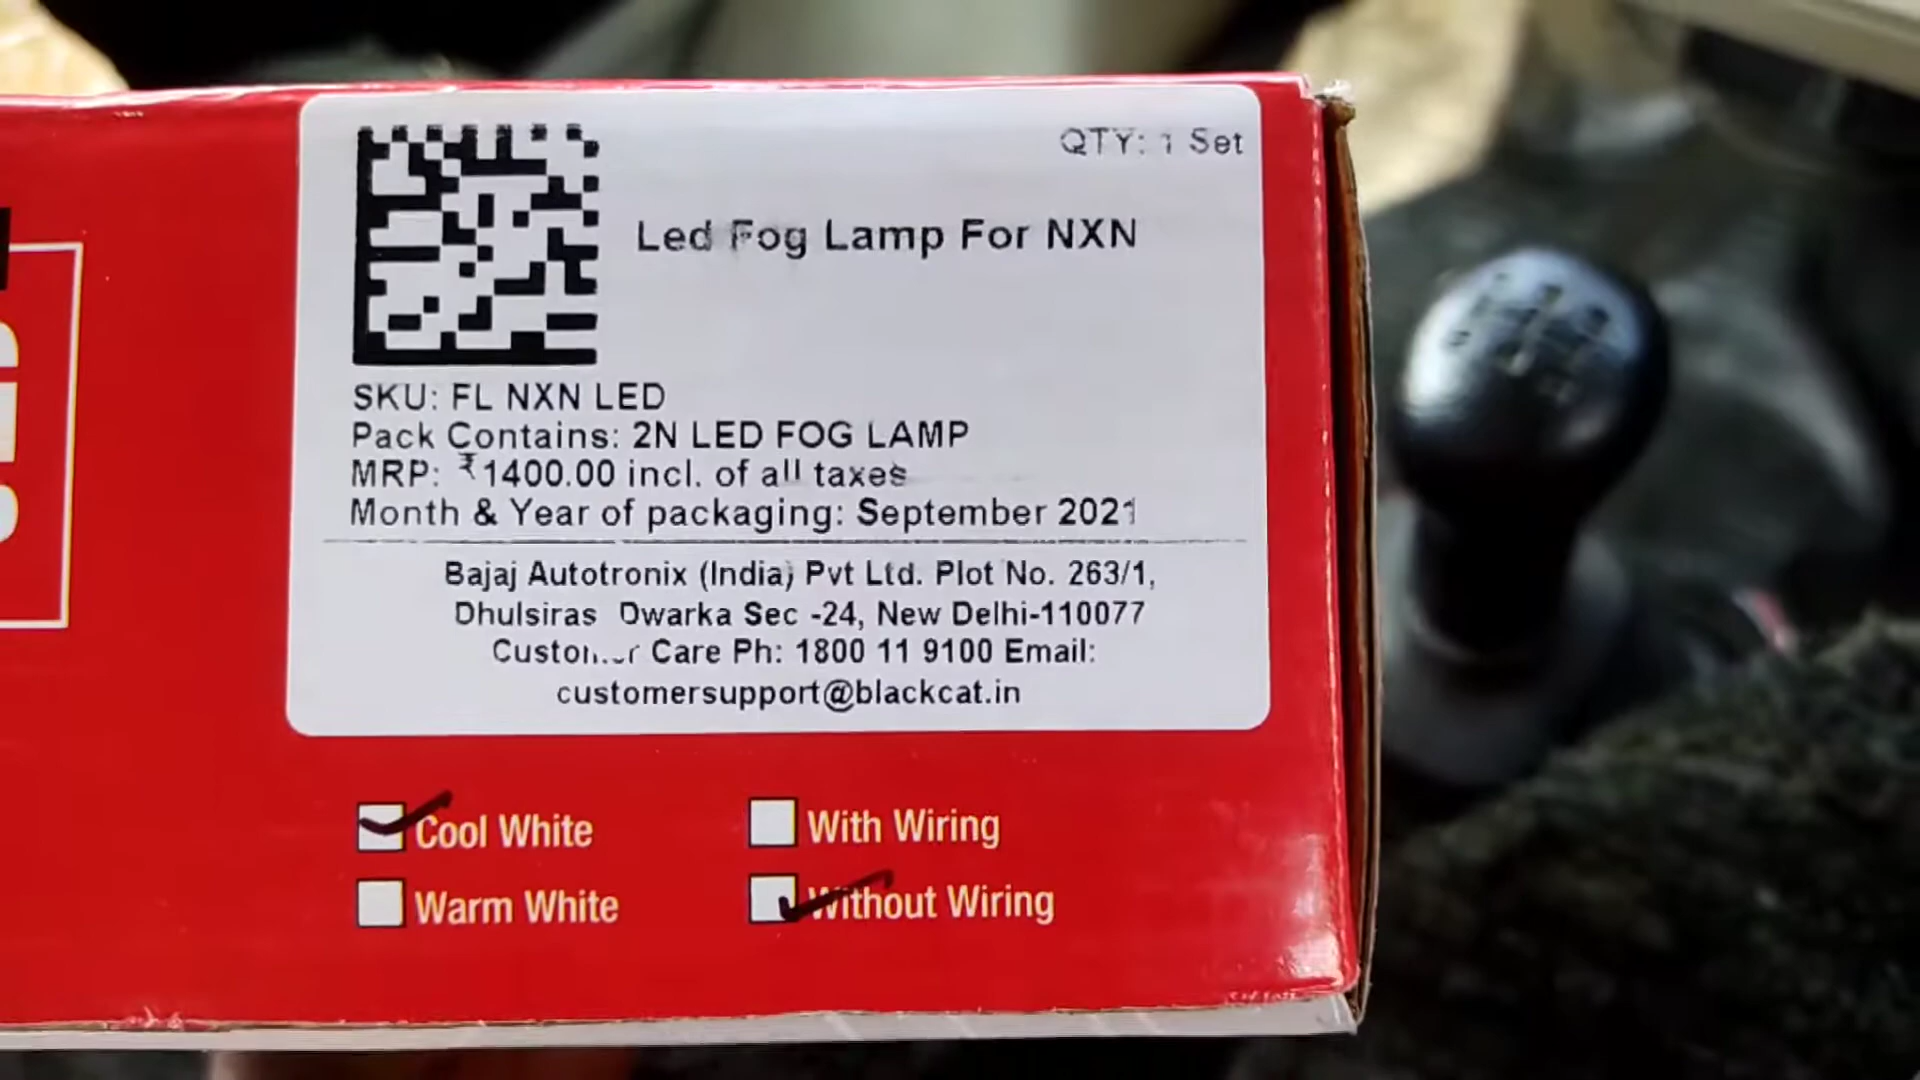 QTY: 1 Set
Led Fog Lamp For NXN
SKU: FL NXN LED
Pack Contains: 2N LED FOG LAMP
MRP: ₹1400.00 incl. of all taxes
Month & Year of packaging: September 2021
Bajaj Autotronix (India) Pvt Ltd. Plot No. 263/1,
Dhulsiras Dwarka Sec -24, New Delhi-110077
Customer Care Ph: 1800 11 9100 Email:
customersupport@blackcat.in
Cool White
With Wiring
Warm White
Without Wiring